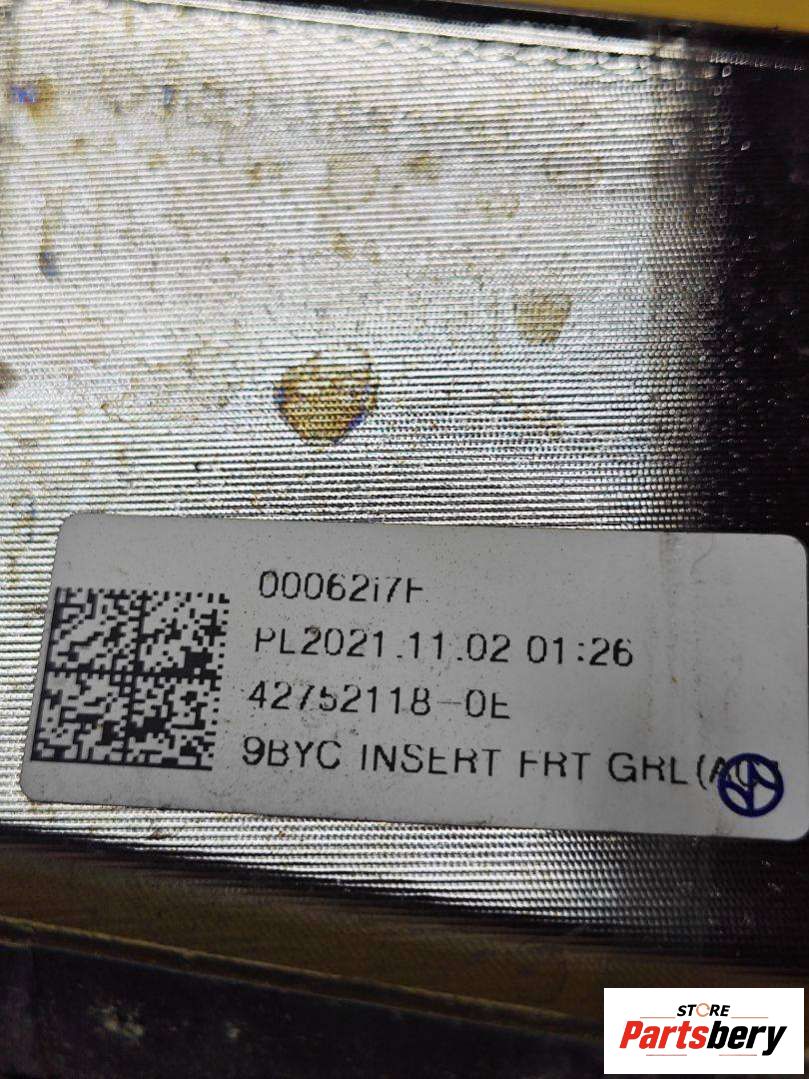 00062i7F
PL2021.11.02 01:26
42752118-0E
9BYC INSERT FRT GRL
STORE
Partsbery